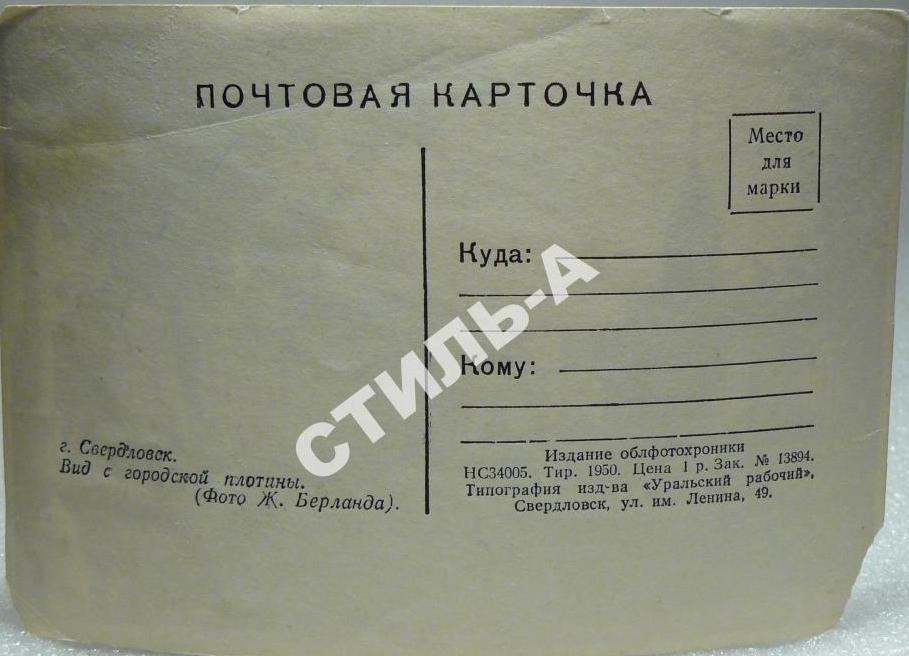 ПОЧТОВАЯ КАРТОЧКА
Место
для
марки
Куда:
Кому:
СТИЛЬ-А
г. Свердловск.
Вид с городской плотины.
(Фото Ж. Берланда).
Издание облфотохроники
НС34005. Тир. 1950. Цена 1 р. Зак. № 13894.
Типография изд-ва «Уральский рабочий»,
Свердловск, ул. им. Ленина, 49.